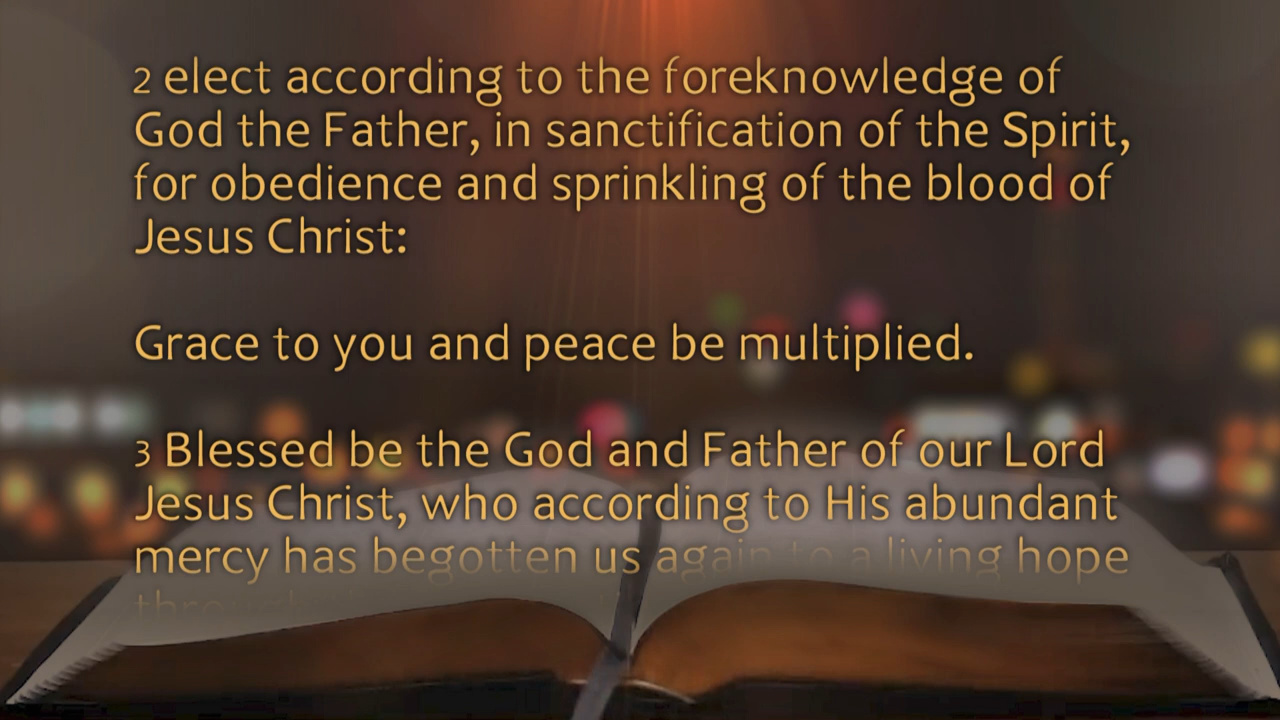 2 elect according to the foreknowledge of
God the Father, in sanctification of the Spirit,
for obedience and sprinkling of the blood of
Jesus Christ:
Grace to you and peace be multiplied.
3 Blessed be the God and Father of our Lord
Jesus Christ, who according to His abundant
mercy has begotten us again to a living hope
through